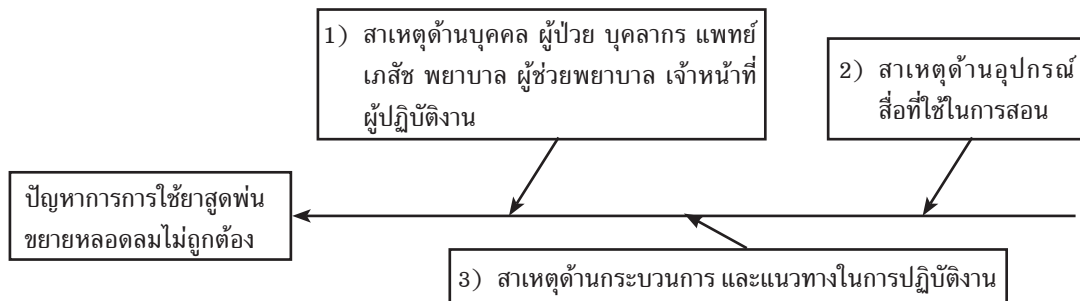 1) สาเหตุด้านบุคคล ผู้ป่วย บุคลากร แพทย์
เภสัช พยาบาล ผู้ช่วยพยาบาล เจ้าหน้าที่
ผู้ปฏิบัติงาน
2) สาเหตุด้านอุปกรณ์
สื่อที่ใช้ในการสอน
ปัญหาการการใช้ยาสูดพ่น
ขยายหลอดลมไม่ถูกต้อง
3) สาเหตุด้านกระบวนการ และแนวทางในการปฏิบัติงาน